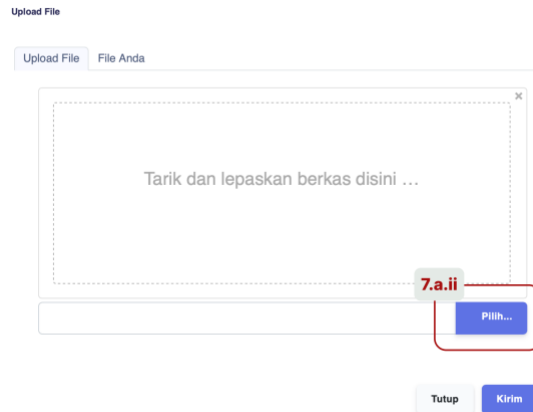 Upload File
Upload File File Anda
×
Tarik dan lepaskan berkas disini ...
7.a.ii
Pilih...
Tutup Kirim